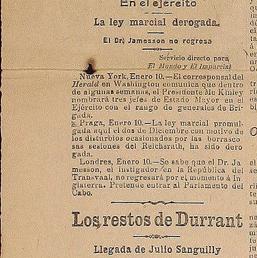 En el ejército
La ley marcial derogada.
El Dr. Jamesson no regresa
Servicio directo para
El Mundo y El Imparcial
Nueva York, Enero 10.—El corresponsal del
Herald en Washington comunica que dentro
de algunas semanas, el Presidente Mc Kinley
nombrará tres jefes de Estado Mayor en el
Ejército con el rango de generales de Bri-
gada.
Praga, Enero 10.—La ley marcial promul-
gada aquí el dos de Diciembre con motivo de
los disturbios ocasionados por las borrasco
sas sesiones del Reichsrath, ha sido dero
gada.
Londres, Enero 10.—Se sabe que el Dr. Ja
messon, el instigador en la República del
Transvaal, no regresará por el momento á In
glaterra. Pretende entrar al Parlamento del
Cabo.
Los restos de Durrant
Llegada de Julio Sanguilly